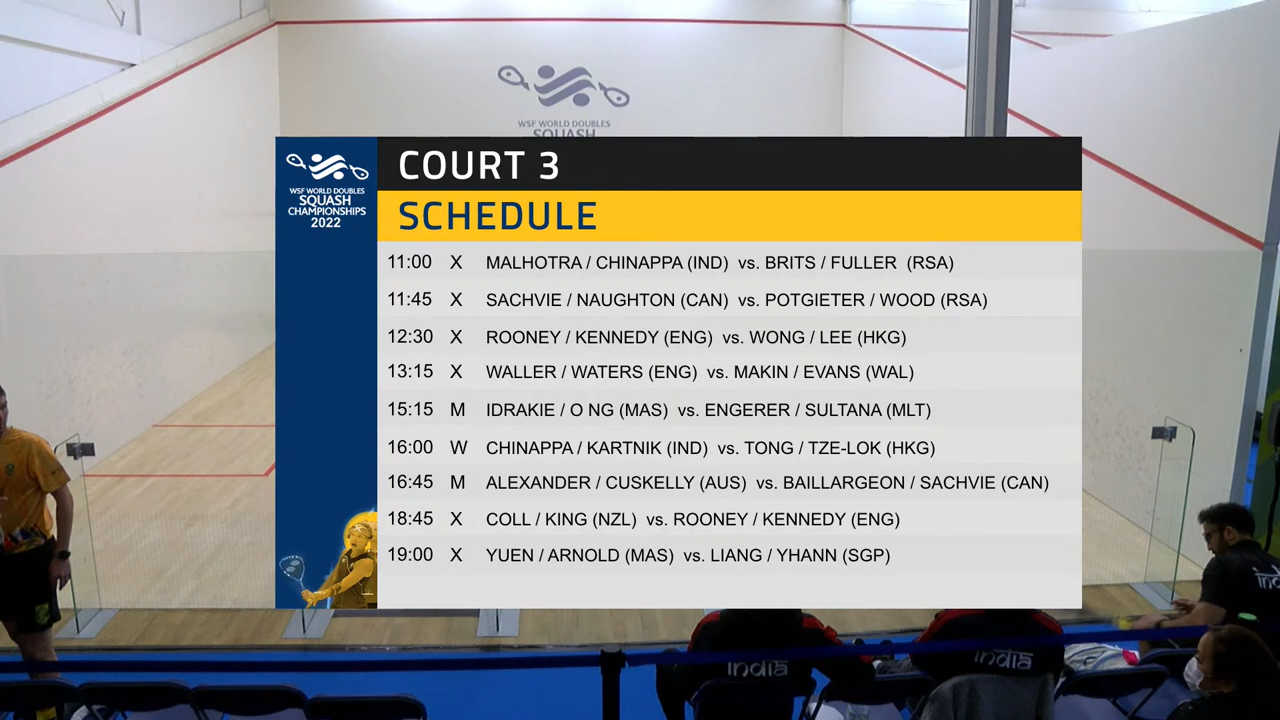 WSF WORLD DOUBLES
SQUASH
COURT 3
WSF WORLD DOUBLES
SQUASH
CHAMPIONSHIPS
2022
SCHEDULE
11:00 X MALHOTRA / CHINAPPA (IND) vs. BRITS / FULLER (RSA)
11:45 X SACHVIE / NAUGHTON (CAN) vs. POTGIETER / WOOD (RSA)
12:30 X ROONEY / KENNEDY (ENG) vs. WONG / LEE (HKG)
13:15 X WALLER / WATERS (ENG) vs. MAKIN / EVANS (WAL)
15:15 M IDRAKIE / O NG (MAS) vs. ENGERER / SULTANA (MLT)
16:00 W CHINAPPA / KARTNIK (IND) vs. TONG / TZE-LOK (HKG)
16:45 M ALEXANDER / CUSKELLY (AUS) vs. BAILLARGEON / SACHVIE (CAN)
18:45 X COLL / KING (NZL) vs. ROONEY / KENNEDY (ENG)
19:00 X YUEN / ARNOLD (MAS) vs. LIANG / YHANN (SGP)
india
india
ind